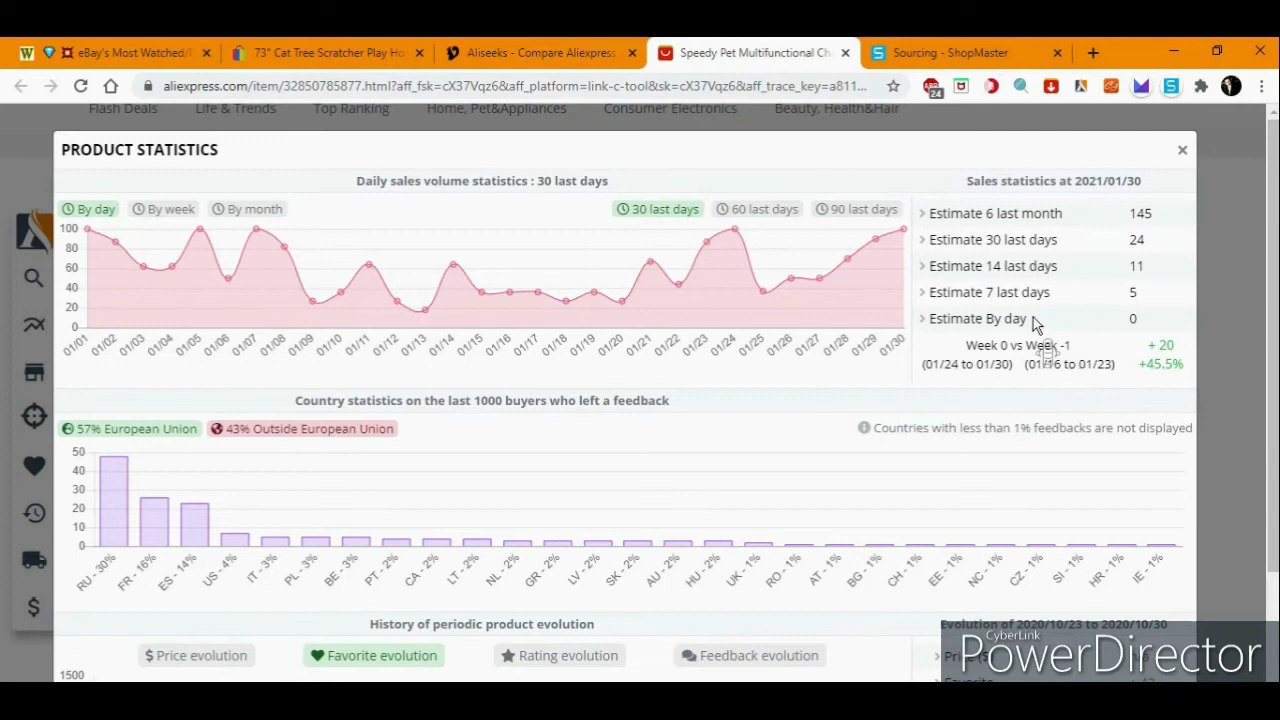 eBay's Most Watched/
73" Cat Tree Scratcher Play Ho
Aliseeks - Compare Aliexpress
Speedy Pet Multifunctional Ch
Sourcing - ShopMaster
aliexpress.com/item/32850785877.html?aff_fsk=cX37Vqz6&aff_platform=link-c-tool&sk=cX37Vqz6&aff_trace_key=a811...
24
Flash Deals Life & Trends Top Ranking Home, Pet&Appliances Consumer Electronics Beauty, Health&Hair
PRODUCT STATISTICS
Daily sales volume statistics : 30 last days
By day By week By month 30 last days 60 last days 90 last days
100
80
60
40
20
0
01/01 01/02 01/03 01/04 01/05 01/06 01/07 01/08 01/09 01/10 01/11 01/12 01/13 01/14 01/15 01/16 01/17 01/18 01/19 01/20 01/21 01/22 01/23 01/24 01/25 01/26 01/27 01/28 01/29 01/30
Sales statistics at 2021/01/30
Estimate 6 last month 145
Estimate 30 last days 24
Estimate 14 last days 11
Estimate 7 last days 5
Estimate By day 0
Week 0 vs Week -1 + 20
(01/24 to 01/30) (01/16 to 01/23) +45.5%
Country statistics on the last 1000 buyers who left a feedback
57% European Union 43% Outside European Union
Countries with less than 1% feedbacks are not displayed
50
40
30
20
10
0
RU - 30% FR - 16% ES - 14% US - 4% IT - 3% PL - 3% BE - 3% PT - 2% CA - 2% LT - 2% NL - 2% GR - 2% LV - 2% SK - 2% AU - 2% HU - 2% UK - 1% RO - 1% AT - 1% BG - 1% CH - 1% EE - 1% NC - 1% CZ - 1% SI - 1% HR - 1% IE - 1%
History of periodic product evolution
Price evolution Favorite evolution Rating evolution Feedback evolution
1500
Evolution of 2020/10/23 to 2020/10/30
CyberLink
PowerDirector